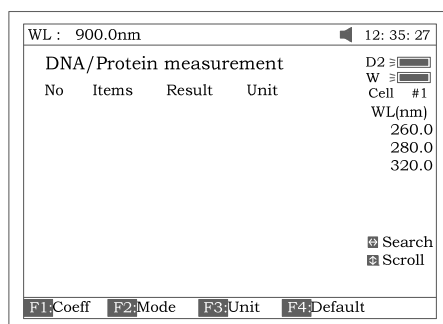 WL : 900.0nm 12: 35: 27
DNA/Protein measurement
D2
W
No Items Result Unit
Cell #1
WL(nm)
260.0
280.0
320.0
Search
Scroll
F1:Coeff F2:Mode F3:Unit F4:Default